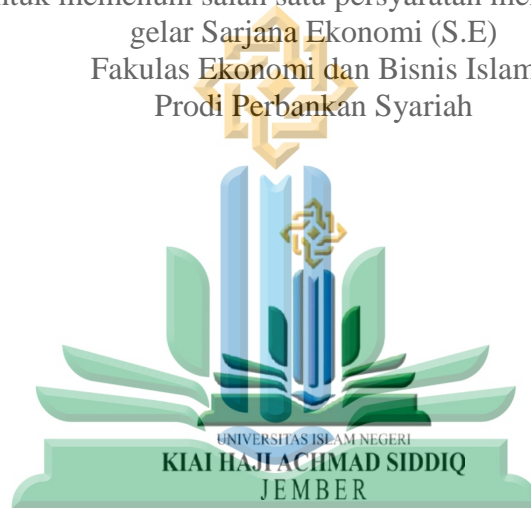 memenuhi salah satu persyaratan
gelar Sarjana Ekonomi (S.E)
Fakulas Ekonomi dan Bisnis Islam
Prodi Perbankan Syariah
UNIVERSITAS ISLAM NEGERI
KIAI HAJI ACHMAD SIDDIQ
JEMBER